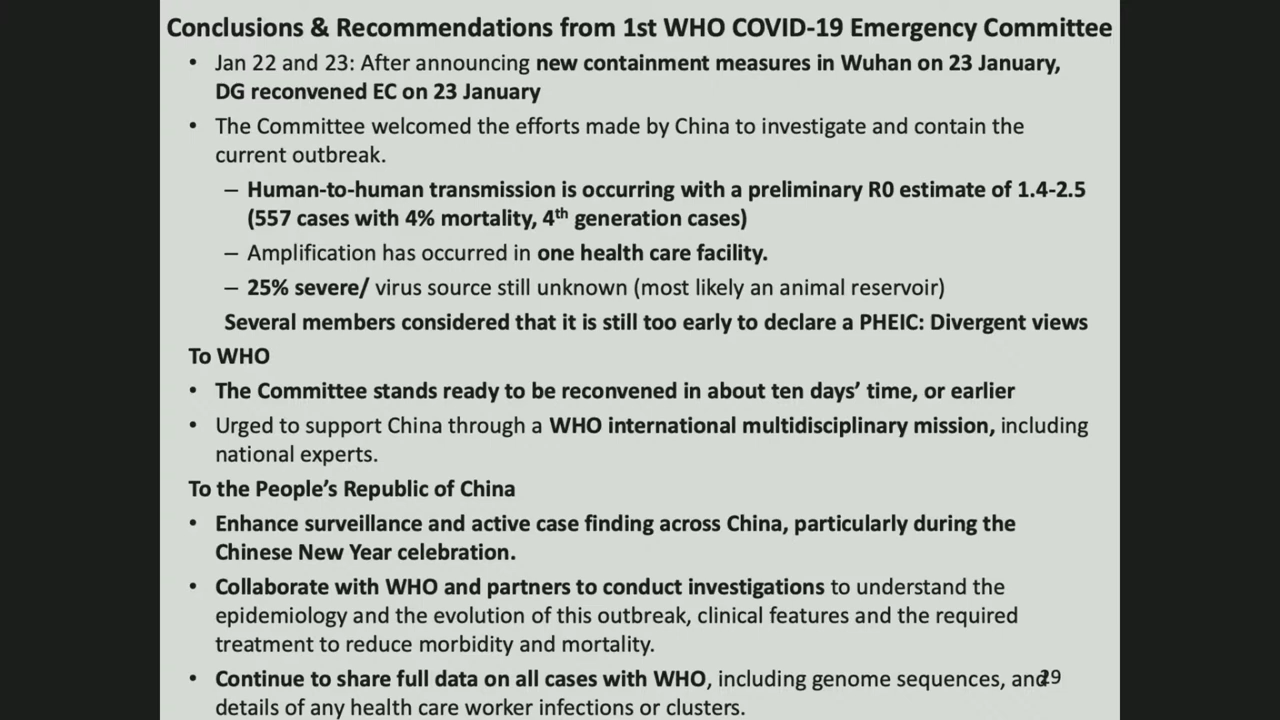 Conclusions & Recommendations from 1st WHO COVID-19 Emergency Committee
• Jan 22 and 23: After announcing new containment measures in Wuhan on 23 January,
DG reconvened EC on 23 January
• The Committee welcomed the efforts made by China to investigate and contain the
current outbreak.
– Human-to-human transmission is occurring with a preliminary R0 estimate of 1.4-2.5
(557 cases with 4% mortality, 4th generation cases)
– Amplification has occurred in one health care facility.
– 25% severe/ virus source still unknown (most likely an animal reservoir)
Several members considered that it is still too early to declare a PHEIC: Divergent views
To WHO
• The Committee stands ready to be reconvened in about ten days’ time, or earlier
• Urged to support China through a WHO international multidisciplinary mission, including
national experts.
To the People’s Republic of China
• Enhance surveillance and active case finding across China, particularly during the
Chinese New Year celebration.
• Collaborate with WHO and partners to conduct investigations to understand the
epidemiology and the evolution of this outbreak, clinical features and the required
treatment to reduce morbidity and mortality.
• Continue to share full data on all cases with WHO, including genome sequences, and
29
details of any health care worker infections or clusters.